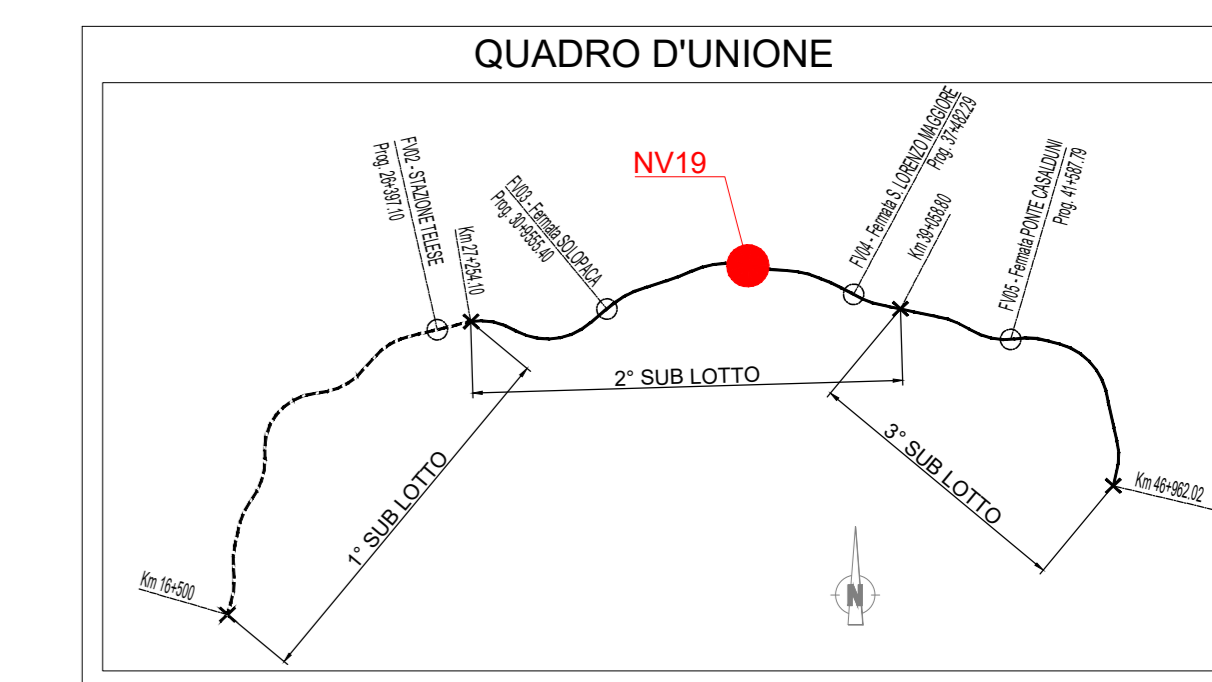 QUADRO D'UNIONE
FV02 - STAZIONE TELESE
Prog. 26+397.10
Km 27+254.10
FV03 - Fermata SOLOPACA
Prog. 30+9555.40
NV19
FV04 - Fermata S. LORENZO MAGGIORE
Prog. 37+482.29
Km 39+058.80
FV05 - Fermata PONTE CASALDUNI
Prog. 41+587.79
2° SUB LOTTO
1° SUB LOTTO
3° SUB LOTTO
Km 46+962.02
Km 16+500
N